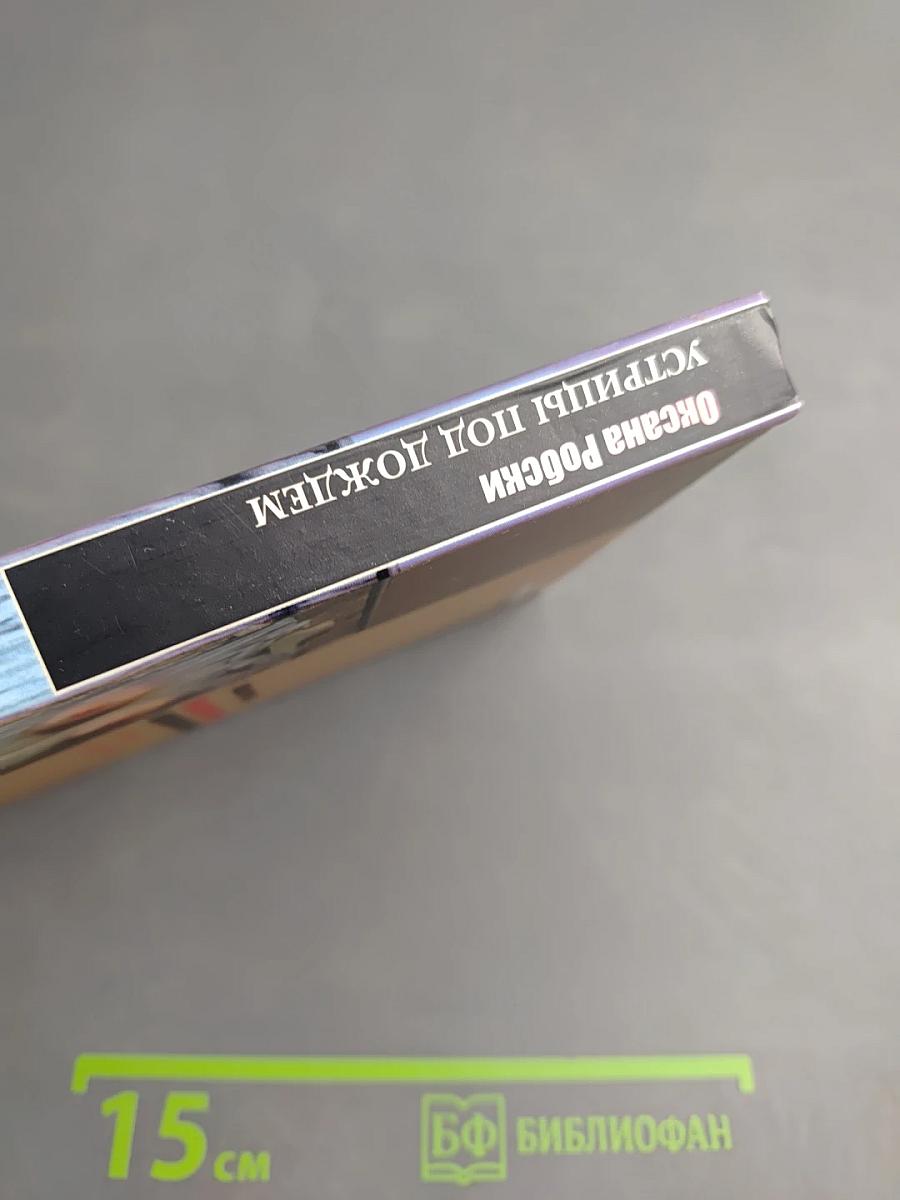 Оксана Робски
УСТРИЦЫ ПОД ДОЖДЕМ
15 см
БФ БИБЛИОФАН